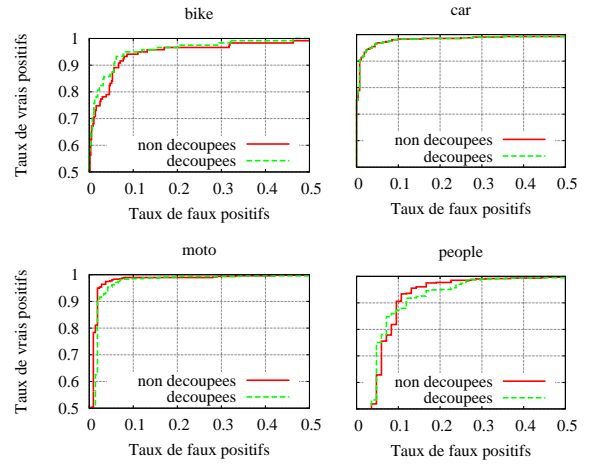 bike
Taux de vrais positifs
1
0.9
0.8
0.7
0.6
0.5
non decoupees
decoupees
0 0.1 0.2 0.3 0.4 0.5
Taux de faux positifs
car
non decoupees
decoupees
0 0.1 0.2 0.3 0.4 0.5
Taux de faux positifs
moto
Taux de vrais positifs
1
0.9
0.8
0.7
0.6
0.5
non decoupees
decoupees
0 0.1 0.2 0.3 0.4 0.5
Taux de faux positifs
people
non decoupees
decoupees
0 0.1 0.2 0.3 0.4 0.5
Taux de faux positifs